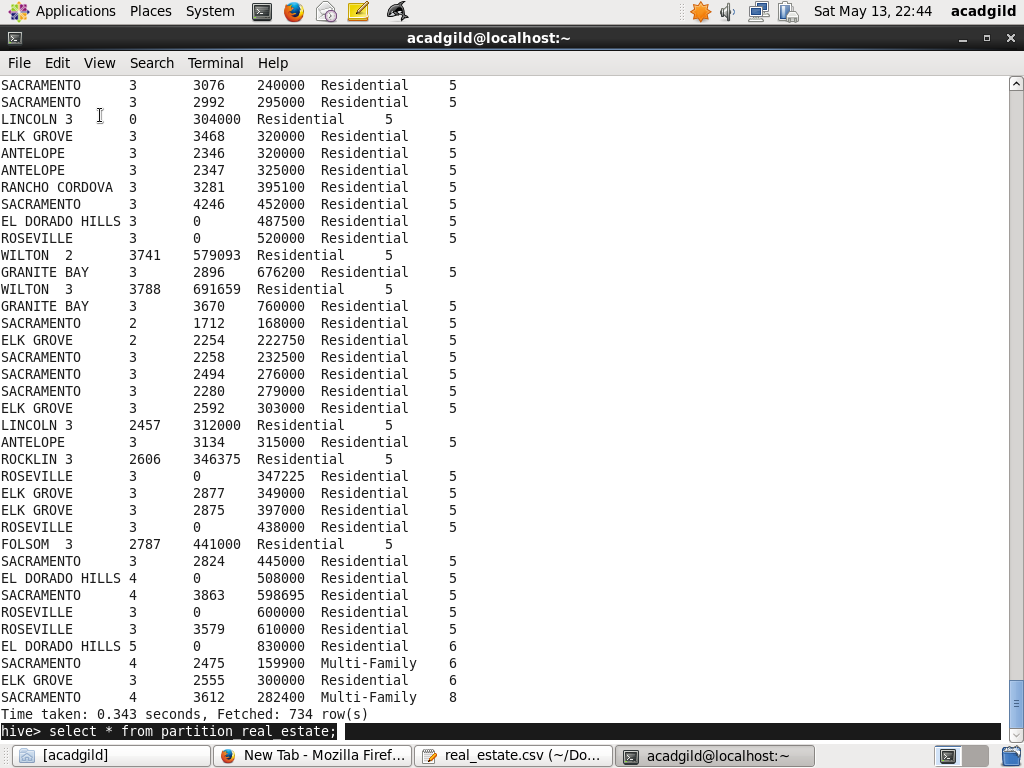 Applications Places System Sat May 13, 22:44 acadgild
acadgild@localhost:~
File Edit View Search Terminal Help
SACRAMENTO 3 3076 240000 Residential 5
SACRAMENTO 3 2992 295000 Residential 5
LINCOLN 3 0 304000 Residential 5
ELK GROVE 3 3468 320000 Residential 5
ANTELOPE 3 2346 320000 Residential 5
ANTELOPE 3 2347 325000 Residential 5
RANCHO CORDOVA 3 3281 395100 Residential 5
SACRAMENTO 3 4246 452000 Residential 5
EL DORADO HILLS 3 0 487500 Residential 5
ROSEVILLE 3 0 520000 Residential 5
WILTON 2 3741 579093 Residential 5
GRANITE BAY 3 2896 676200 Residential 5
WILTON 3 3788 691659 Residential 5
GRANITE BAY 3 3670 760000 Residential 5
SACRAMENTO 2 1712 168000 Residential 5
ELK GROVE 2 2254 222750 Residential 5
SACRAMENTO 3 2258 232500 Residential 5
SACRAMENTO 3 2494 276000 Residential 5
SACRAMENTO 3 2280 279000 Residential 5
ELK GROVE 3 2592 303000 Residential 5
LINCOLN 3 2457 312000 Residential 5
ANTELOPE 3 3134 315000 Residential 5
ROCKLIN 3 2606 346375 Residential 5
ROSEVILLE 3 0 347225 Residential 5
ELK GROVE 3 2877 349000 Residential 5
ELK GROVE 3 2875 397000 Residential 5
ROSEVILLE 3 0 438000 Residential 5
FOLSOM 3 2787 441000 Residential 5
SACRAMENTO 3 2824 445000 Residential 5
EL DORADO HILLS 4 0 508000 Residential 5
SACRAMENTO 4 3863 598695 Residential 5
ROSEVILLE 3 0 600000 Residential 5
ROSEVILLE 3 3579 610000 Residential 5
EL DORADO HILLS 5 0 830000 Residential 6
SACRAMENTO 4 2475 159900 Multi-Family 6
ELK GROVE 3 2555 300000 Residential 6
SACRAMENTO 4 3612 282400 Multi-Family 8
Time taken: 0.343 seconds, Fetched: 734 row(s)
hive> select * from partition_real_estate;
[acadgild] New Tab - Mozilla Firef... real_estate.csv (~/Do... acadgild@localhost:~